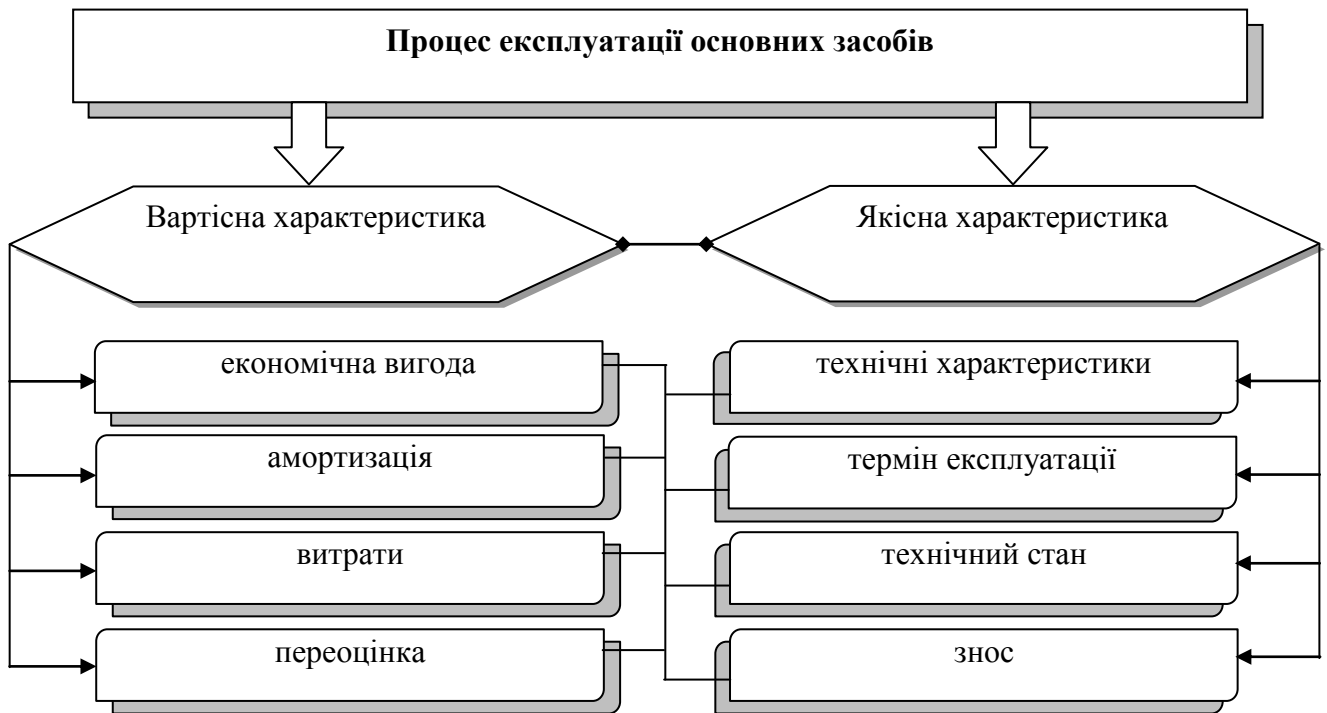 Процес експлуатації основних засобів
Вартісна характеристика
Якісна характеристика
економічна вигода
технічні характеристики
амортизація
термін експлуатації
витрати
технічний стан
переоцінка
знос